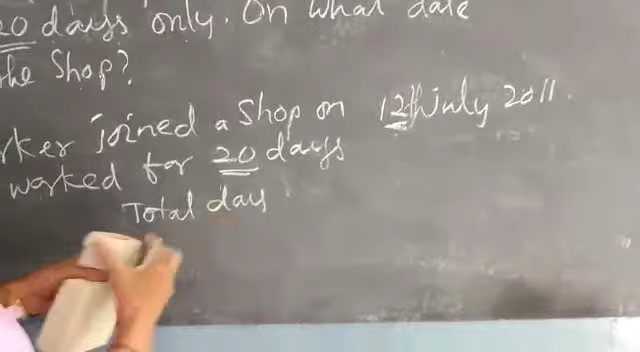 20 days only. On what date
the Shop?
rker joined a Shop on 12th july 2011.
worked for 20 days
Total days